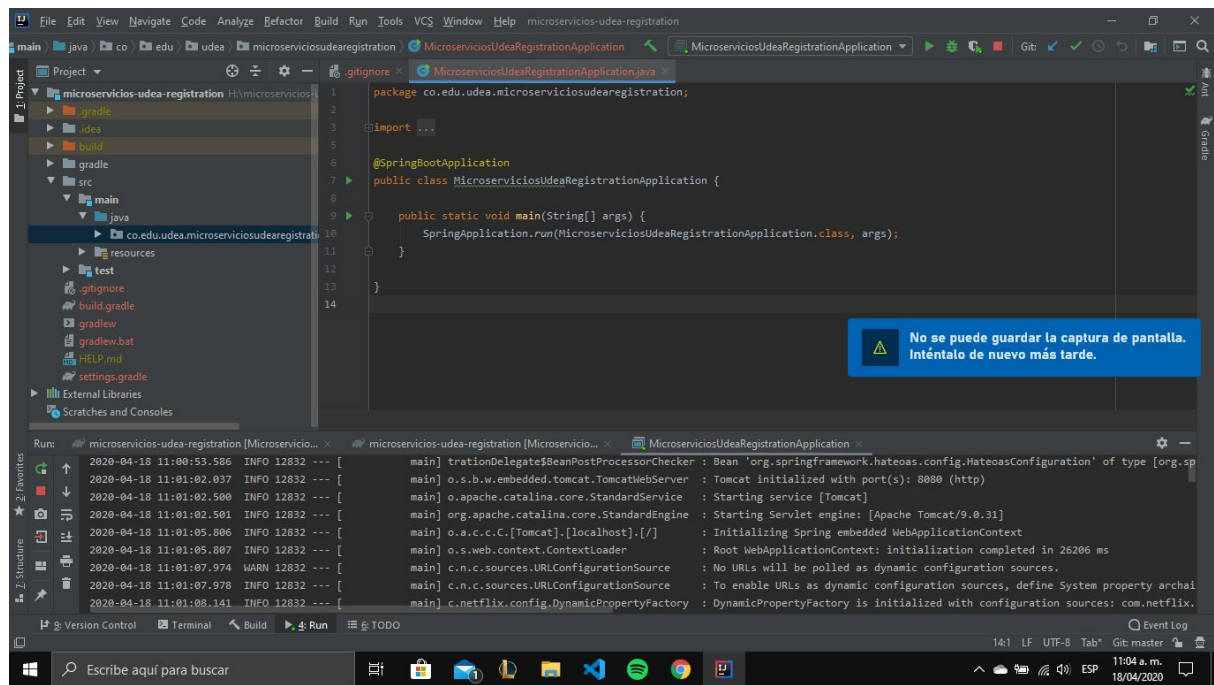 File Edit View Navigate Code Analyze Refactor Build Run Tools VCS Window Help microservicios-udea-registration
main java co edu udea microserviciosudearegistration MicroserviciosUdeaRegistrationApplication MicroserviciosUdeaRegistrationApplication Git:
Project .gitignore MicroserviciosUdeaRegistrationApplication.java
1: Project
Ant
Gradle
microservicios-udea-registration H:\microservicios-
.gradle
.idea
build
gradle
src
main
java
co.edu.udea.microserviciosudearegistrati
resources
test
.gitignore
build.gradle
gradlew
gradlew.bat
HELP.md
settings.gradle
External Libraries
Scratches and Consoles
1 package co.edu.udea.microserviciosudearegistration;
2
3 import ...
5
6 @SpringBootApplication
7 public class MicroserviciosUdeaRegistrationApplication {
8
9 public static void main(String[] args) {
10 SpringApplication.run(MicroserviciosUdeaRegistrationApplication.class, args);
11 }
12
13 }
14
No se puede guardar la captura de pantalla.
Inténtalo de nuevo más tarde.
Run: microservicios-udea-registration [Microservicio... microservicios-udea-registration [Microservicio... MicroserviciosUdeaRegistrationApplication
2020-04-18 11:00:53.586 INFO 12832 --- [ main] trationDelegate$BeanPostProcessorChecker : Bean 'org.springframework.hateoas.config.HateoasConfiguration' of type [org.sp
2020-04-18 11:01:02.037 INFO 12832 --- [ main] o.s.b.w.embedded.tomcat.TomcatWebServer : Tomcat initialized with port(s): 8080 (http)
2020-04-18 11:01:02.500 INFO 12832 --- [ main] o.apache.catalina.core.StandardService : Starting service [Tomcat]
2020-04-18 11:01:02.501 INFO 12832 --- [ main] org.apache.catalina.core.StandardEngine : Starting Servlet engine: [Apache Tomcat/9.0.31]
2020-04-18 11:01:05.806 INFO 12832 --- [ main] o.a.c.c.C.[Tomcat].[localhost].[/] : Initializing Spring embedded WebApplicationContext
2020-04-18 11:01:05.807 INFO 12832 --- [ main] o.s.web.context.ContextLoader : Root WebApplicationContext: initialization completed in 26206 ms
2020-04-18 11:01:07.974 WARN 12832 --- [ main] c.n.c.sources.URLConfigurationSource : No URLs will be polled as dynamic configuration sources.
2020-04-18 11:01:07.978 INFO 12832 --- [ main] c.n.c.sources.URLConfigurationSource : To enable URLs as dynamic configuration sources, define System property archai
2020-04-18 11:01:08.141 INFO 12832 --- [ main] c.netflix.config.DynamicPropertyFactory : DynamicPropertyFactory is initialized with configuration sources: com.netflix.
2: Favorites
7: Structure
9: Version Control Terminal Build 4: Run 6: TODO Event Log
14:1 LF UTF-8 Tab* Git: master
Escribe aquí para buscar ESP 11:04 a. m.
18/04/2020